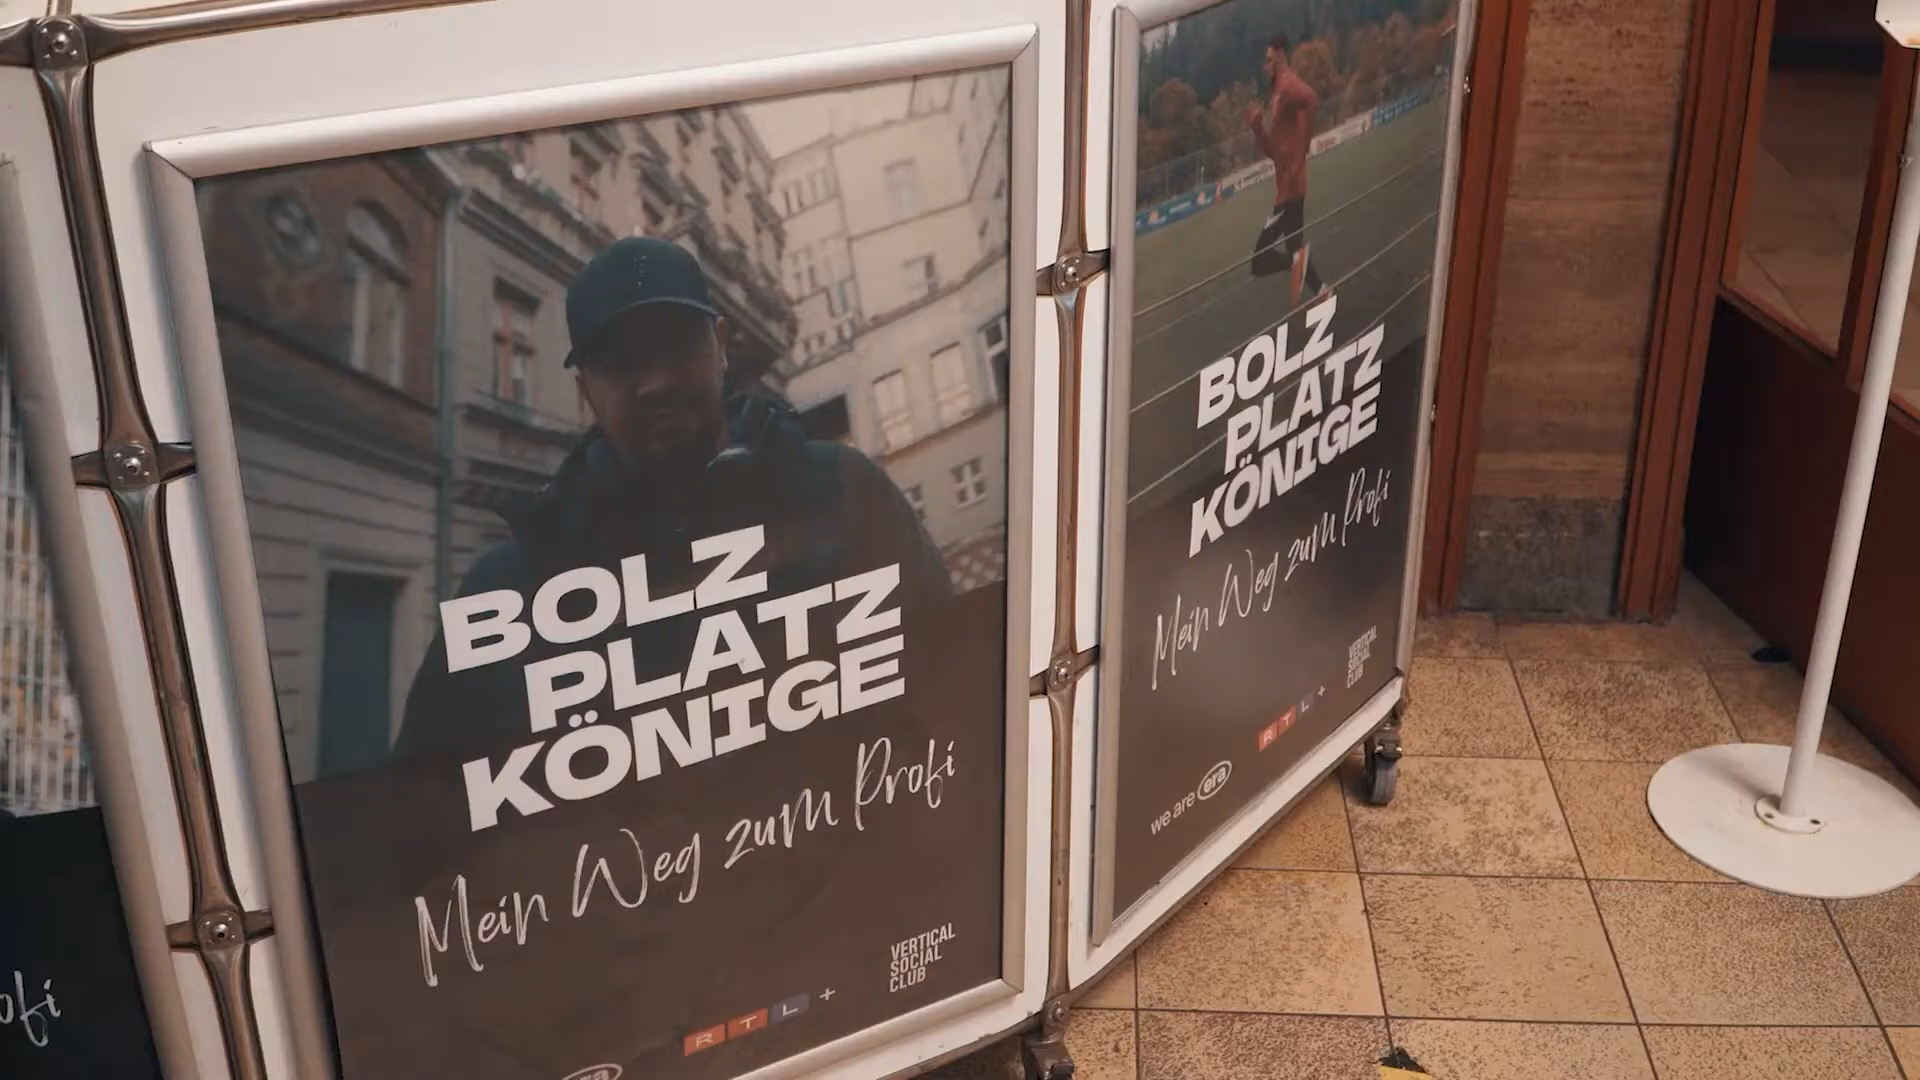 BOLZ
PLATZ
KÖNIGE
Mein Weg zum Profi
VERTICAL
SOCIAL
CLUB
RTL+
BOLZ
PLATZ
KÖNIGE
Mein Weg zum Profi
VERTICAL
SOCIAL
CLUB
RTL+
we are era
ofi